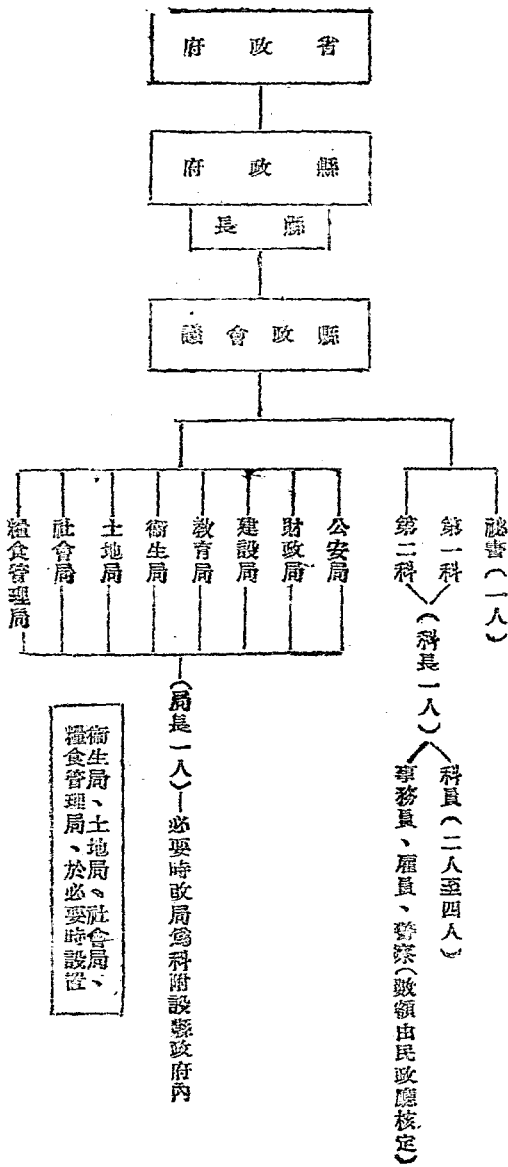 省政府
縣政府
縣長
縣政會議
祕書(一人)
第一科
第二科
(科長一人)
科員(二人至四人)
事務員、雇員、警察(數額由民政廳核定)
公安局
財政局
建設局
教育局
衞生局
土地局
社會局
糧食管理局
(局長一人)—必要時改局爲科附設縣政府內
衞生局、土地局、社會局、
糧食管理局、於必要時設置